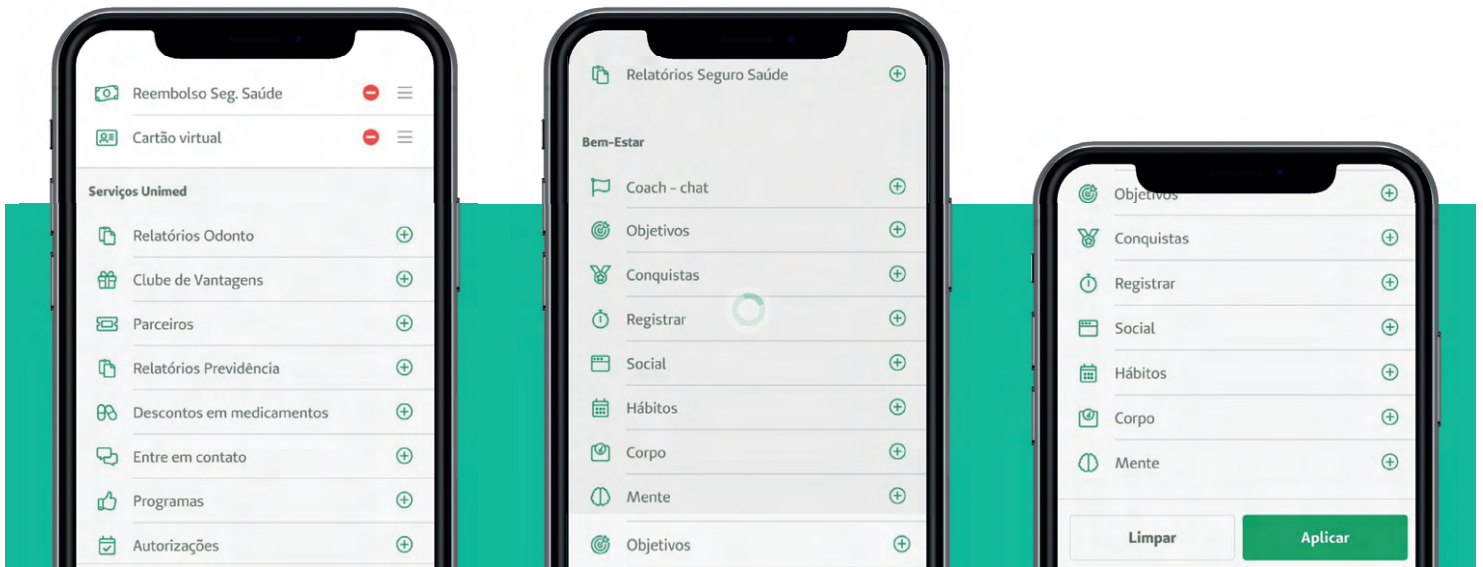 Reembolso Seg. Saúde
Cartão virtual
Serviços Unimed
Relatórios Odonto
Clube de Vantagens
Parceiros
Relatórios Previdência
Descontos em medicamentos
Entre em contato
Programas
Autorizações
Relatórios Seguro Saúde
Bem-Estar
Coach - chat
Objetivos
Conquistas
Registrar
Social
Hábitos
Corpo
Mente
Objetivos
Objetivos
Conquistas
Registrar
Social
Hábitos
Corpo
Mente
Limpar
Aplicar